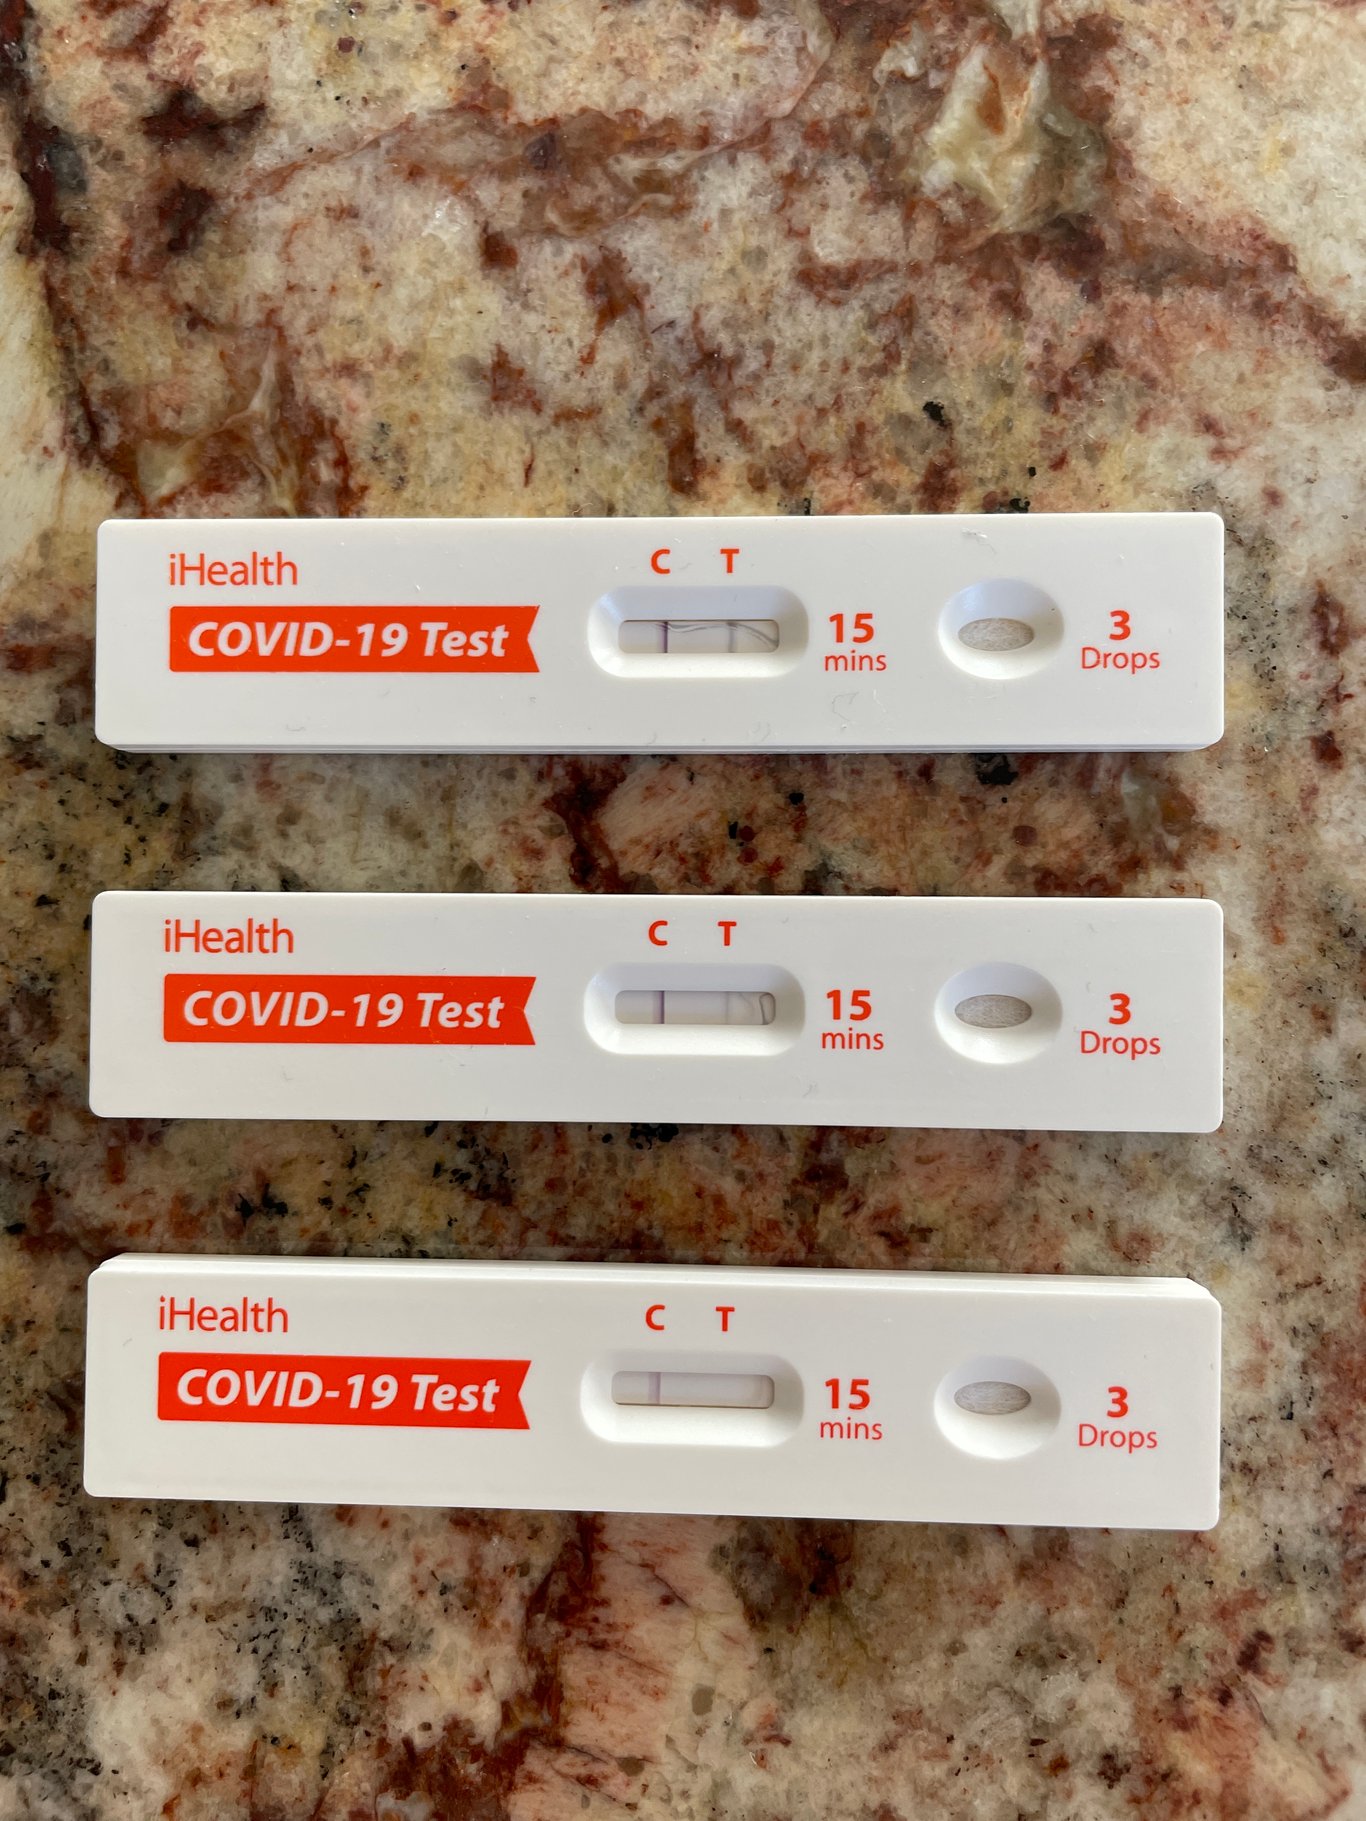 iHealth
COVID-19 Test
C T
15
mins
3
Drops
iHealth
COVID-19 Test
C T
15
mins
3
Drops
iHealth
COVID-19 Test
C T
15
mins
3
Drops